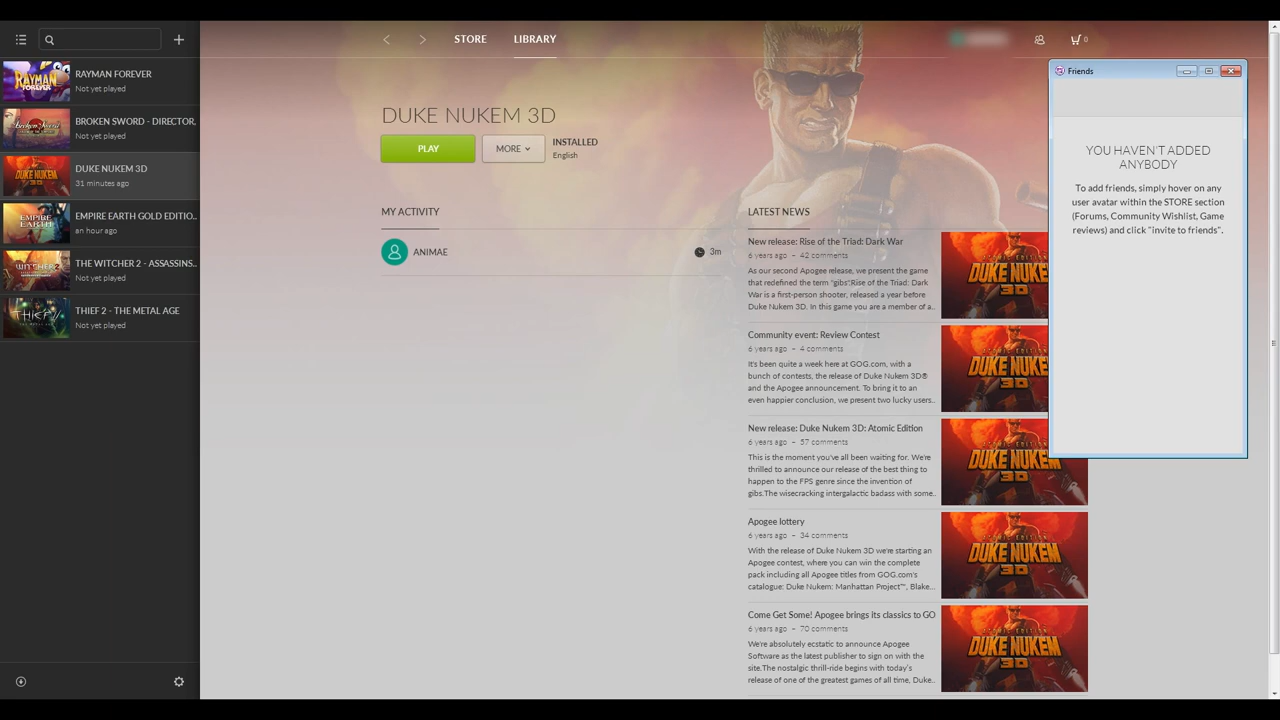 STORE
LIBRARY
0
RAYMAN FOREVER
Not yet played
BROKEN SWORD - DIRECTOR.
Not yet played
DUKE NUKEM 3D
31 minutes ago
EMPIRE EARTH GOLD EDITIO..
an hour ago
THE WITCHER 2 - ASSASSINS..
Not yet played
THIEF 2 - THE METAL AGE
Not yet played
DUKE NUKEM 3D
PLAY
MORE
INSTALLED
English
MY ACTIVITY
ANIMAE
3m
LATEST NEWS
New release: Rise of the Triad: Dark War
6 years ago - 42 comments
As our second Apogee release, we present the game
that redefined the term "gibs".Rise of the Triad: Dark
War is a first-person shooter, released a year before
Duke Nukem 3D. In this game you are a member of a..
Community event: Review Contest
6 years ago - 4 comments
It's been quite a week here at GOG.com, with a
bunch of contests, the release of Duke Nukem 3D®
and the Apogee announcement. To bring it to an
even happier conclusion, we present two lucky users..
New release: Duke Nukem 3D: Atomic Edition
6 years ago - 57 comments
This is the moment you've all been waiting for. We're
thrilled to announce our release of the best thing to
happen to the FPS genre since the invention of
gibs.The wisecracking intergalactic badass with some..
Apogee lottery
6 years ago - 34 comments
With the release of Duke Nukem 3D we're starting an
Apogee contest, where you can win the complete
pack including all Apogee titles from GOG.com's
catalogue: Duke Nukem: Manhattan Project™, Blake...
ATOMIC EDITION
DUKE NUKEM
3D
Come Get Some! Apogee brings its classics to GO
6 years ago - 70 comments
We're absolutely ecstatic to announce Apogee
Software as the latest publisher to sign on with the
site.The nostalgic thrill-ride begins with today's
release of one of the greatest games of all time, Duke..
ATOMIC EDITION
DUKE NUKEM
3D
Friends
YOU HAVEN'T ADDED
ANYBODY
To add friends, simply hover on any
user avatar within the STORE section
(Forums, Community Wishlist, Game
reviews) and click "invite to friends".